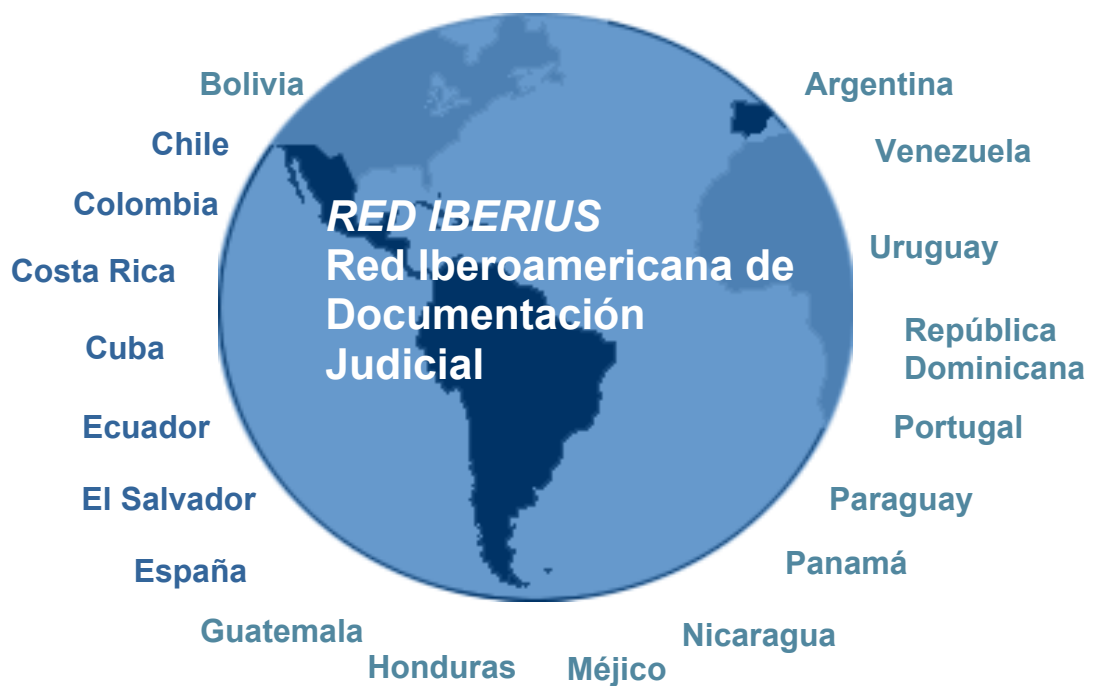 Bolivia
Argentina
Chile
Venezuela
Colombia
RED IBERIUS
Red Iberoamericana de
Documentación
Judicial
Uruguay
Costa Rica
República
Dominicana
Cuba
Ecuador
Portugal
El Salvador
Paraguay
España
Panamá
Guatemala
Nicaragua
Honduras
Méjico